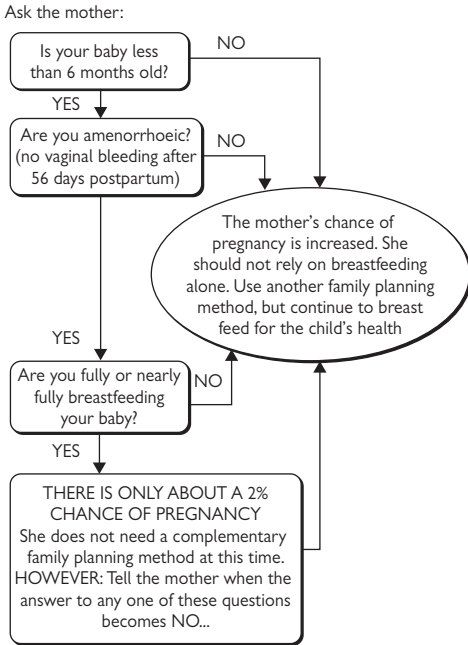 Ask the mother:
Is your baby less
than 6 months old?
NO
YES
Are you amenorrhoeic?
(no vaginal bleeding after
56 days postpartum)
NO
The mother's chance of
pregnancy is increased. She
should not rely on breastfeeding
alone. Use another family planning
method, but continue to breast
feed for the child's health
YES
Are you fully or nearly
fully breastfeeding
your baby?
NO
YES
THERE IS ONLY ABOUT A 2%
CHANCE OF PREGNANCY
She does not need a complementary
family planning method at this time.
HOWEVER: Tell the mother when the
answer to any one of these questions
becomes NO...